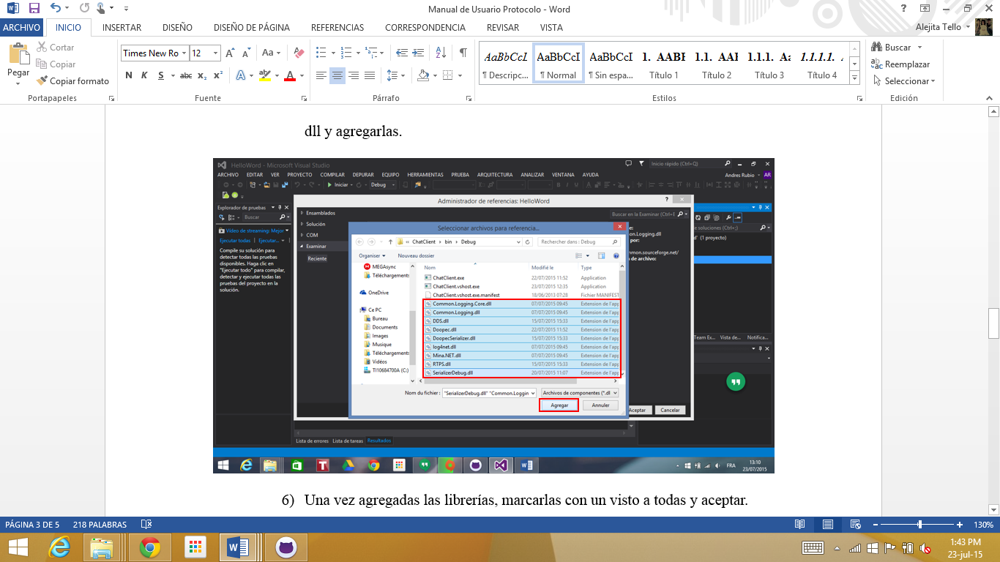 Manual de Usuario Protocolo - Word
ARCHIVO INICIO INSERTAR DISEÑO DISEÑO DE PÁGINA REFERENCIAS CORRESPONDENCIA REVISAR VISTA Alejita Tello
Pegar
Cortar
Copiar
Copiar formato
Portapapeles
Times New Ro 12
N K S abc x₂ x²
Fuente
Párrafo
AaBbCcI AaBbCcI AaBbCcI 1. AABI 1.1. AAI 1.1.1. Aa 1.1.1.1. A
¶ Descripc... ¶ Normal ¶ Sin espa... Título 1 Título 2 Título 3 Título 4
Estilos
Buscar
Reemplazar
Seleccionar
Edición
dll y agregarlas.
HelloWord - Microsoft Visual Studio
Inicio rápido (Ctrl+Q)
ARCHIVO EDITAR VER PROYECTO COMPILAR DEPURAR EQUIPO HERRAMIENTAS PRUEBA ARQUITECTURA ANALIZAR VENTANA AYUDA
Andres Rubio AR
Iniciar Debug
Explorador de pruebas
Buscar
Vídeo de streaming: Mejor
Ejecutar todas Ejecutar...
Compile su solución para
detectar todas las pruebas
disponibles. Haga clic en
"Ejecutar todo" para compilar,
detectar y ejecutar todas las
pruebas del proyecto en la
solución.
Administrador de referencias: HelloWord
Ensamblados
Solución
COM
Examinar
Reciente
Buscar en la Examinar (Ctrl+E
Seleccionar archivos para referencia...
ChatClient bin Debug
Rechercher dans : Debug
Organiser Nouveau dossier
MEGAsync
Téléchargements
OneDrive
Ce PC
Bureau
Documents
Images
Musique
Téléchargements
Vidéos
TI10684700A (C:)
Nom Modifié le Type
ChatClient.exe 22/07/2015 11:52 Application
ChatClient.vshost.exe 23/07/2015 12:35 Application
ChatClient.vshost.exe.manifest 18/06/2013 07:28 Fichier MANIFEST
Common.Logging.Core.dll 07/07/2015 09:45 Extension de l'app
Common.Logging.dll 07/07/2015 09:45 Extension de l'app
DDS.dll 15/07/2015 15:33 Extension de l'app
Doopec.dll 22/07/2015 11:52 Extension de l'app
DoopecSerializer.dll 15/07/2015 15:33 Extension de l'app
log4net.dll 07/07/2015 09:45 Extension de l'app
Mina.NET.dll 07/07/2015 09:45 Extension de l'app
RTPS.dll 15/07/2015 15:33 Extension de l'app
SerializerDebug.dll 20/07/2015 11:07 Extension de l'app
Nom du fichier : "SerializerDebug.dll" "Common.Loggin
Archivos de componentes (*.dll
Agregar Annuler
on.Logging.dll
por:
mmon.sourceforge.net/
de archivo:
Aceptar Cancelar
de soluciones (Ctrl+;)
(1 proyecto)
Team Ex... Vista de... Notifica...
Lista de errores Lista de tareas Resultados
FRA 13:10
23/07/2015
6) Una vez agregadas las librerías, marcarlas con un visto a todas y aceptar.
PÁGINA 3 DE 5 218 PALABRAS 130%
1:43 PM
23-jul-15